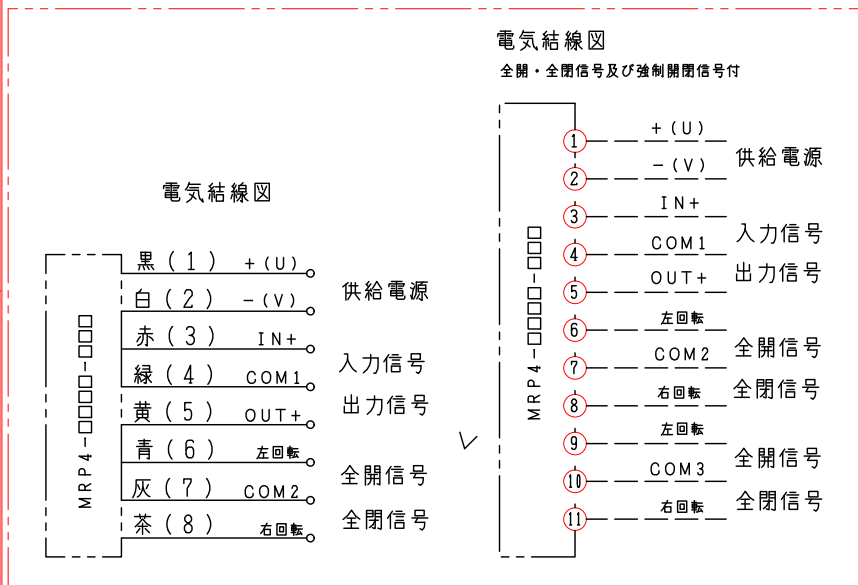 電気結線図
MRP4-□□□□-□□□
黒(1) +(U)
白(2) -(V)
供給電源
赤(3) IN+
入力信号
緑(4) COM1
出力信号
黄(5) OUT+
青(6) 左回転
全開信号
灰(7) COM2
全閉信号
茶(8) 右回転
電気結線図
全開・全閉信号及び強制開閉信号付
MRP4-□□□□-□□□
1 +(U)
供給電源
2 -(V)
3 IN+
入力信号
4 COM1
出力信号
5 OUT+
6 左回転
全開信号
7 COM2
全閉信号
8 右回転
9 左回転
全開信号
10 COM3
全閉信号
11 右回転